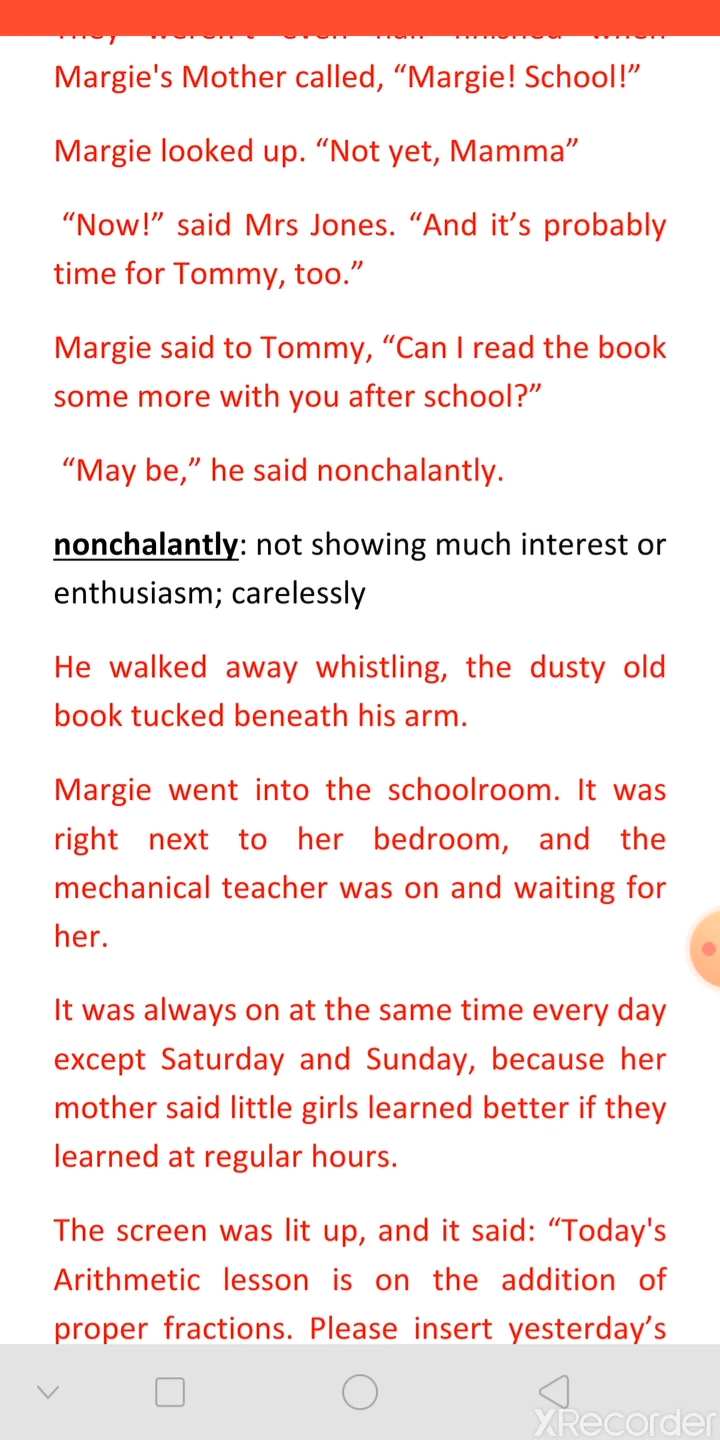 Margie's Mother called, “Margie! School!”
Margie looked up. “Not yet, Mamma”
“Now!” said Mrs Jones. “And it’s probably
time for Tommy, too.”
Margie said to Tommy, “Can I read the book
some more with you after school?”
“May be,” he said nonchalantly.
nonchalantly: not showing much interest or
enthusiasm; carelessly
He walked away whistling, the dusty old
book tucked beneath his arm.
Margie went into the schoolroom. It was
right next to her bedroom, and the
mechanical teacher was on and waiting for
her.
It was always on at the same time every day
except Saturday and Sunday, because her
mother said little girls learned better if they
learned at regular hours.
The screen was lit up, and it said: “Today's
Arithmetic lesson is on the addition of
proper fractions. Please insert yesterday’s
XRecorder